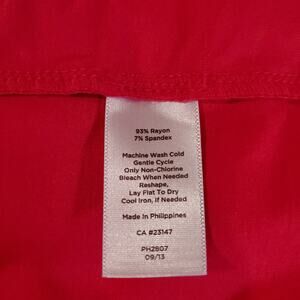 93% Rayon
7% Spandex
Machine Wash Cold
Gentle Cycle
Only Non-Chlorine
Bleach When Needed
Reshape,
Lay Flat To Dry
Cool Iron, If Needed
Made In Philippines
CA #23147
PH2807
09/13